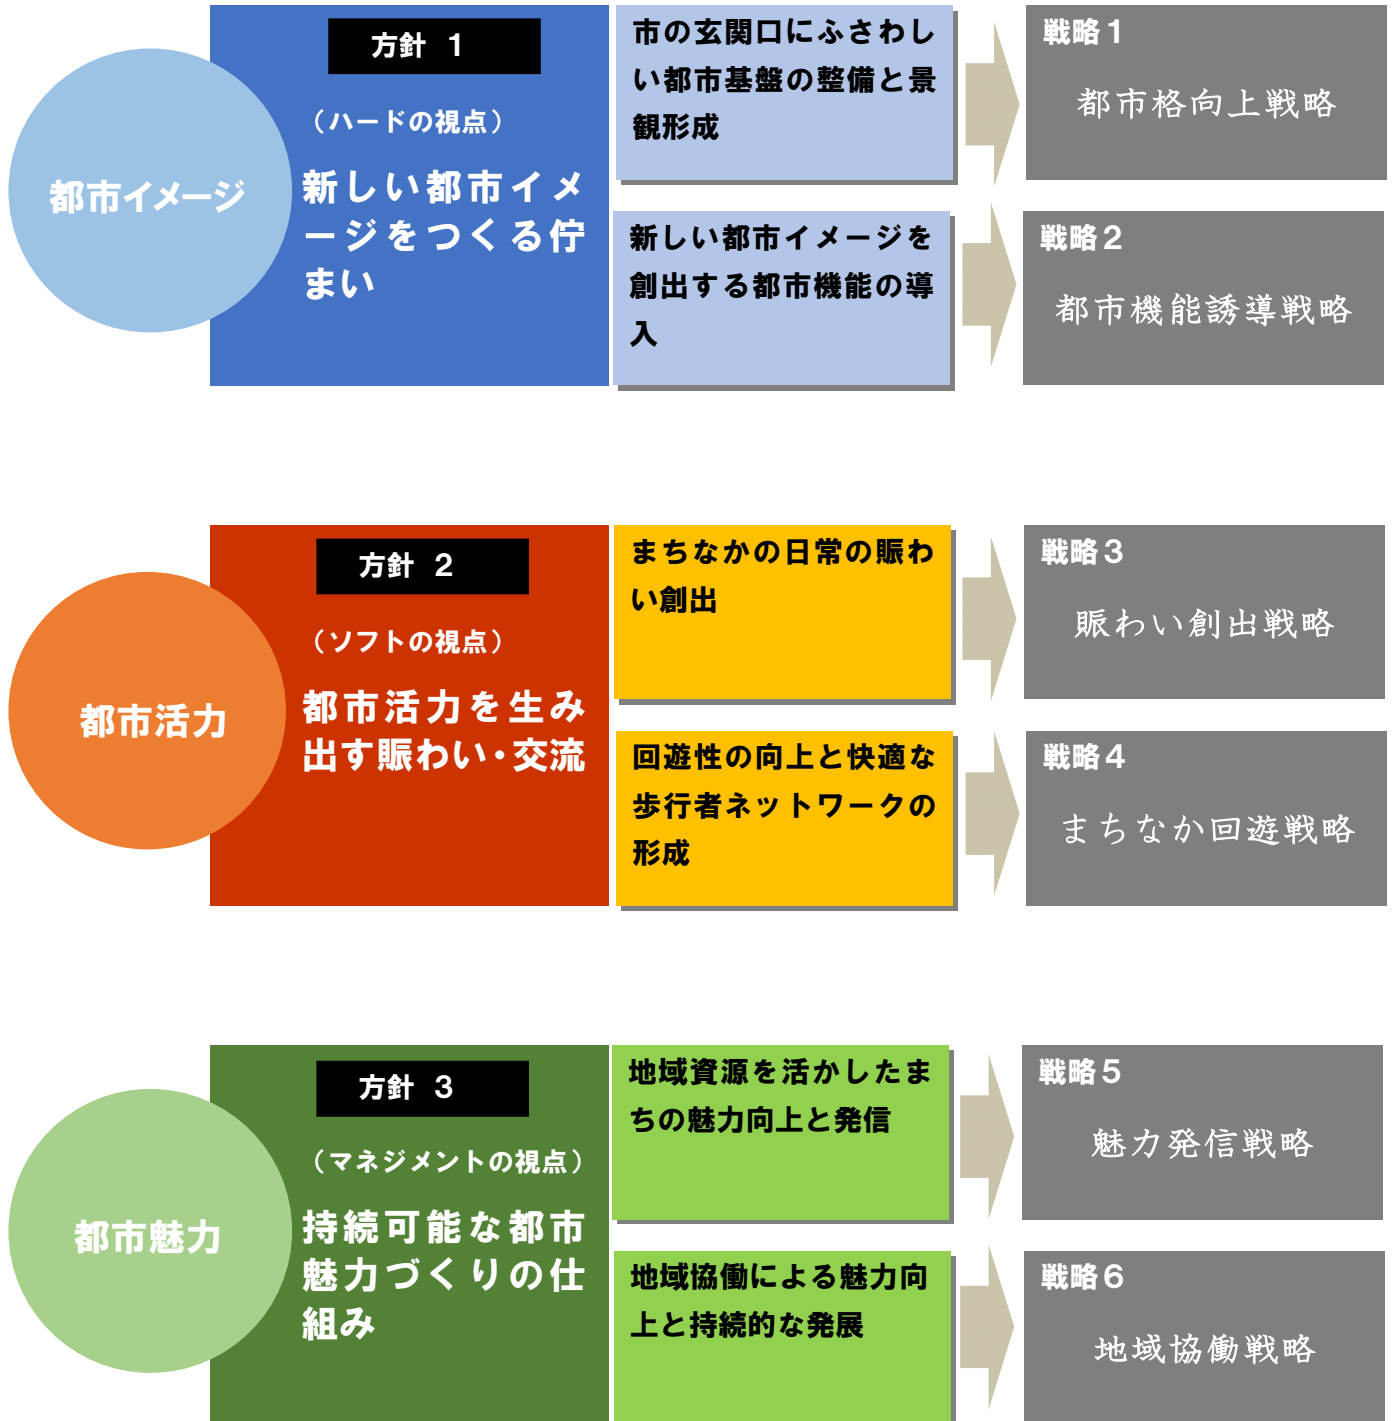 都市イメージ
方針 1
（ハードの視点）
新しい都市イメ
ージをつくる佇
まい
市の玄関口にふさわし
い都市基盤の整備と景
観形成
戦略１
都市格向上戦略
新しい都市イメージを
創出する都市機能の導
入
戦略２
都市機能誘導戦略
都市活力
方針 2
（ソフトの視点）
都市活力を生み
出す賑わい・交流
まちなかの日常の賑わ
い創出
戦略３
賑わい創出戦略
回遊性の向上と快適な
歩行者ネットワークの
形成
戦略４
まちなか回遊戦略
都市魅力
方針 3
（マネジメントの視点）
持続可能な都市
魅力づくりの仕
組み
地域資源を活かしたま
ちの魅力向上と発信
戦略５
魅力発信戦略
地域協働による魅力向
上と持続的な発展
戦略６
地域協働戦略